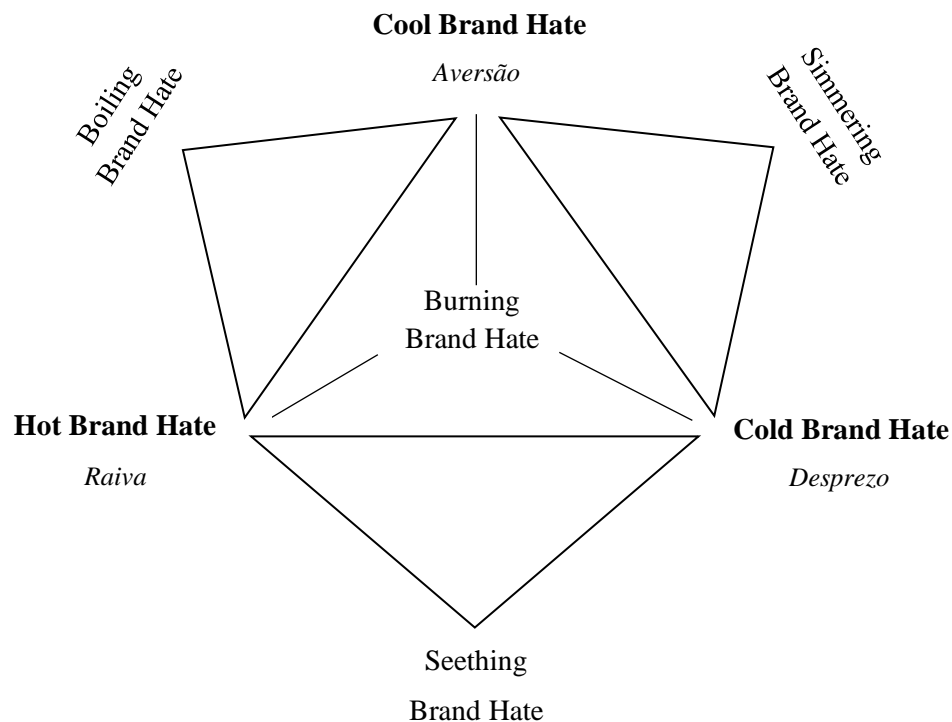 Cool Brand Hate
Aversão
Boiling
Brand Hate
Simmering
Brand Hate
Burning
Brand Hate
Hot Brand Hate
Raiva
Cold Brand Hate
Desprezo
Seething
Brand Hate